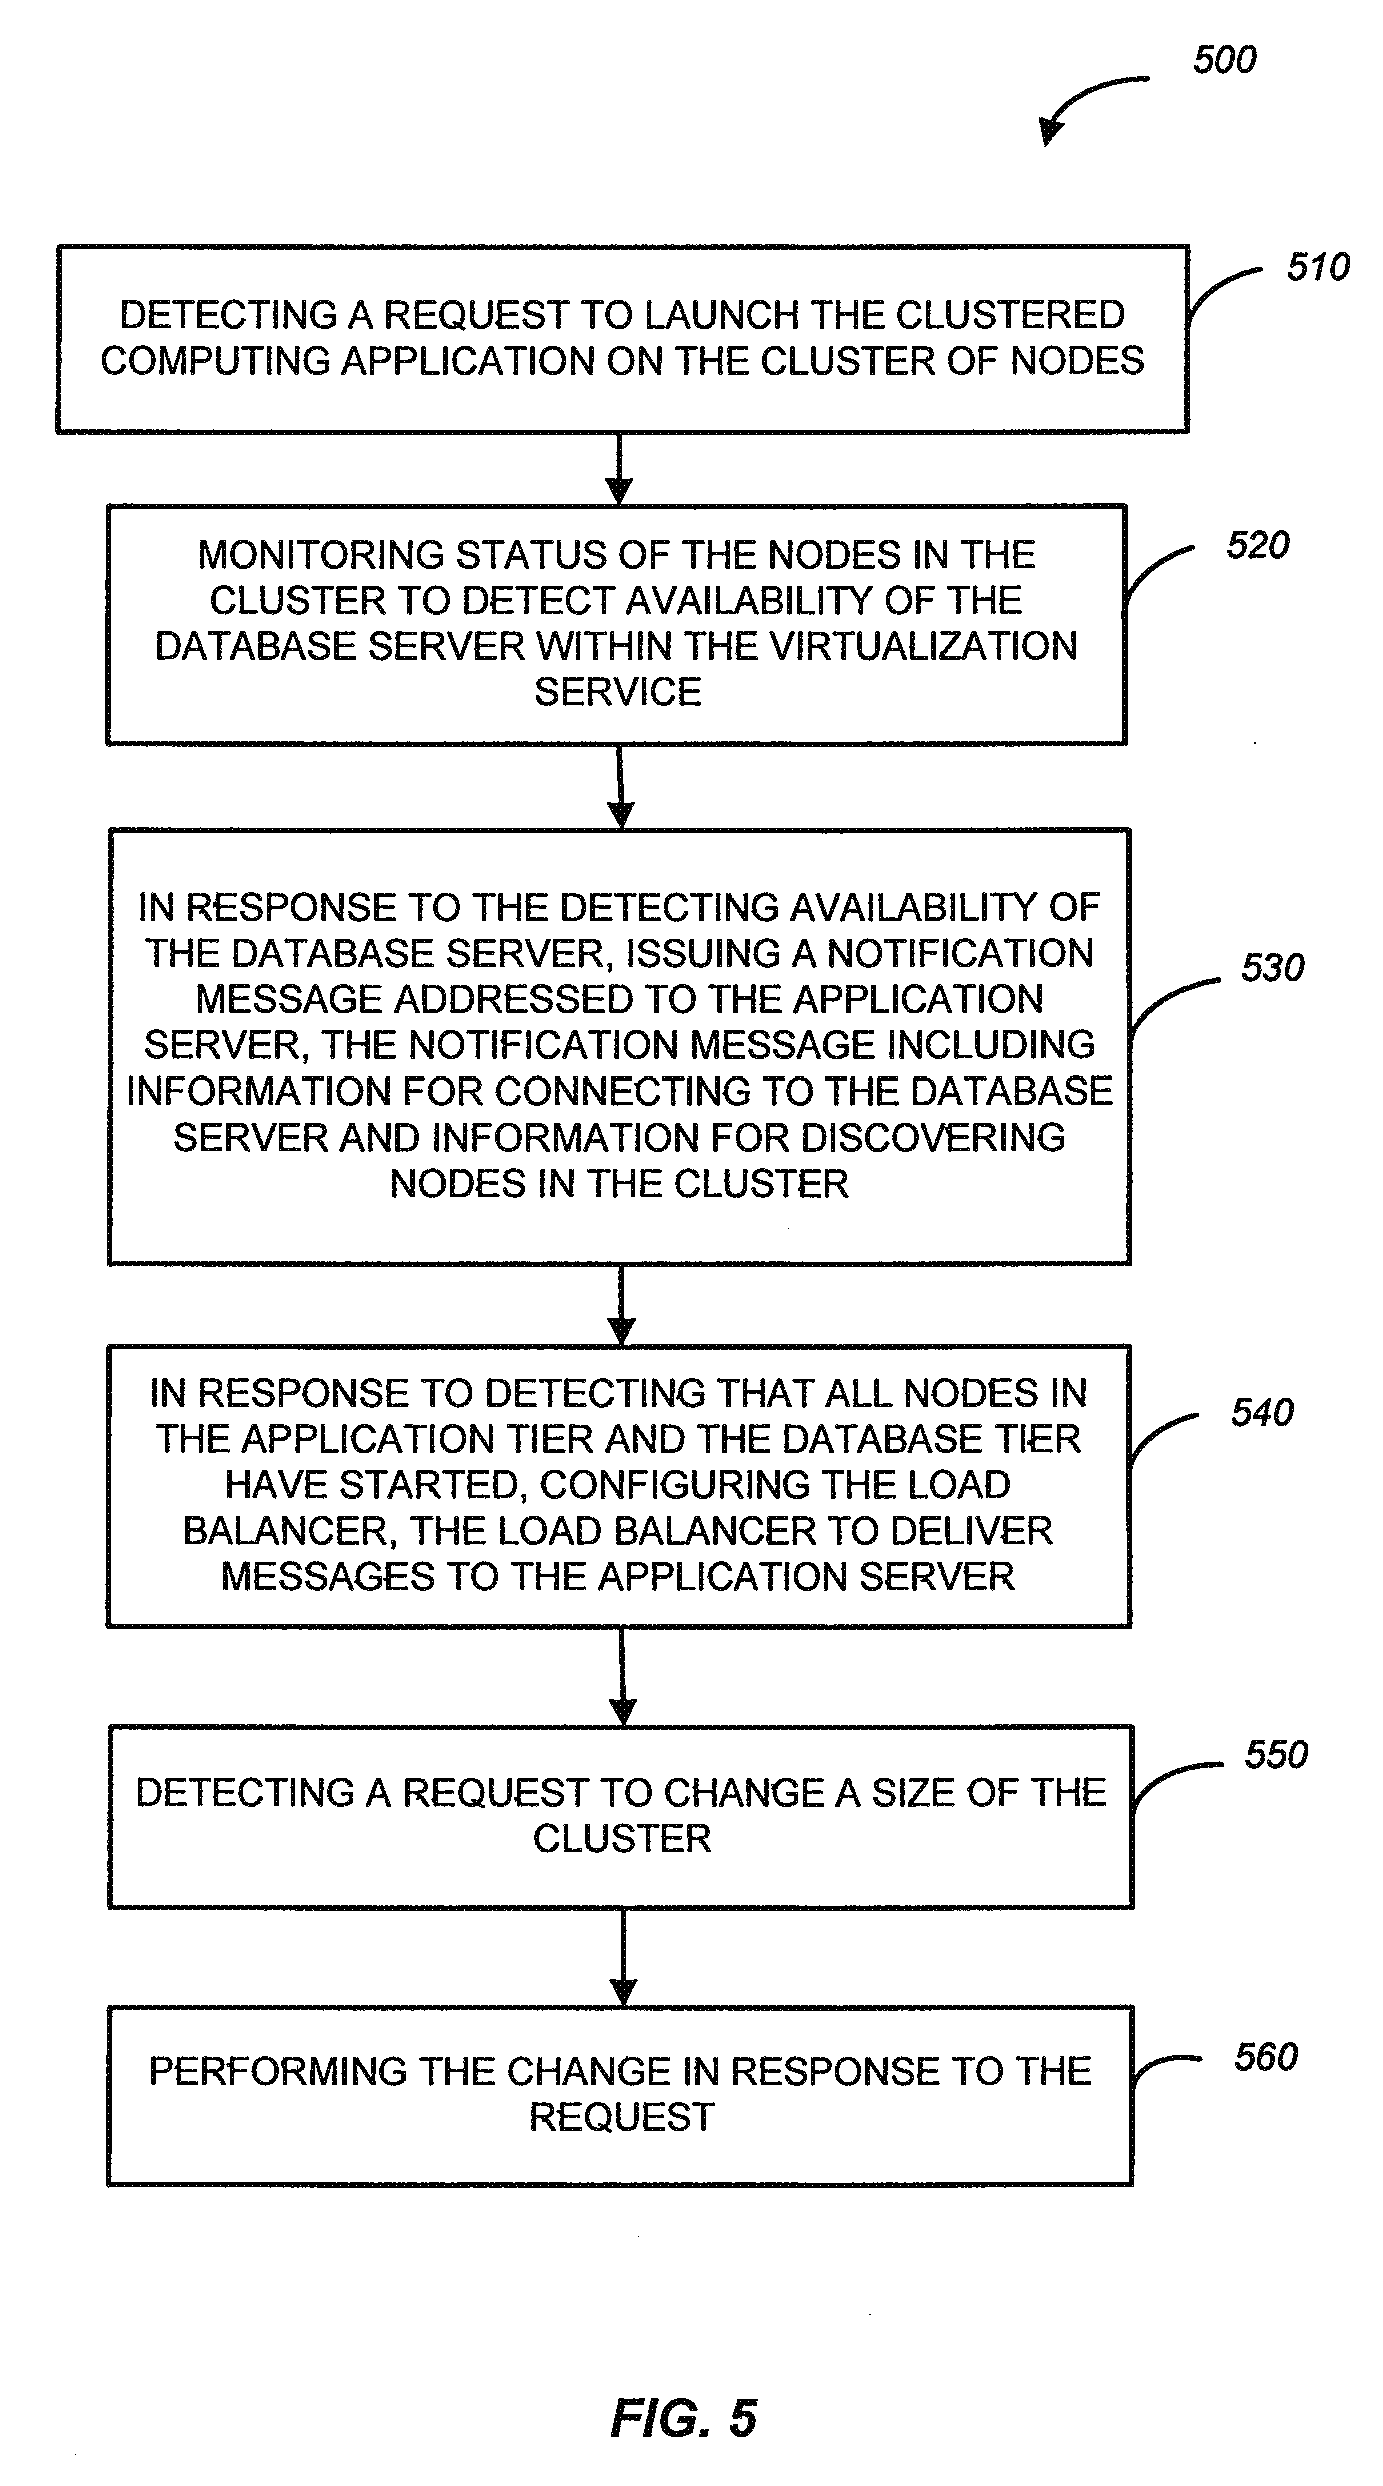 500
510
DETECTING A REQUEST TO LAUNCH THE CLUSTERED
COMPUTING APPLICATION ON THE CLUSTER OF NODES
520
MONITORING STATUS OF THE NODES IN THE
CLUSTER TO DETECT AVAILABILITY OF THE
DATABASE SERVER WITHIN THE VIRTUALIZATION
SERVICE
530
IN RESPONSE TO THE DETECTING AVAILABILITY OF
THE DATABASE SERVER, ISSUING A NOTIFICATION
MESSAGE ADDRESSED TO THE APPLICATION
SERVER, THE NOTIFICATION MESSAGE INCLUDING
INFORMATION FOR CONNECTING TO THE DATABASE
SERVER AND INFORMATION FOR DISCOVERING
NODES IN THE CLUSTER
540
IN RESPONSE TO DETECTING THAT ALL NODES IN
THE APPLICATION TIER AND THE DATABASE TIER
HAVE STARTED, CONFIGURING THE LOAD
BALANCER, THE LOAD BALANCER TO DELIVER
MESSAGES TO THE APPLICATION SERVER
550
DETECTING A REQUEST TO CHANGE A SIZE OF THE
CLUSTER
560
PERFORMING THE CHANGE IN RESPONSE TO THE
REQUEST
FIG. 5